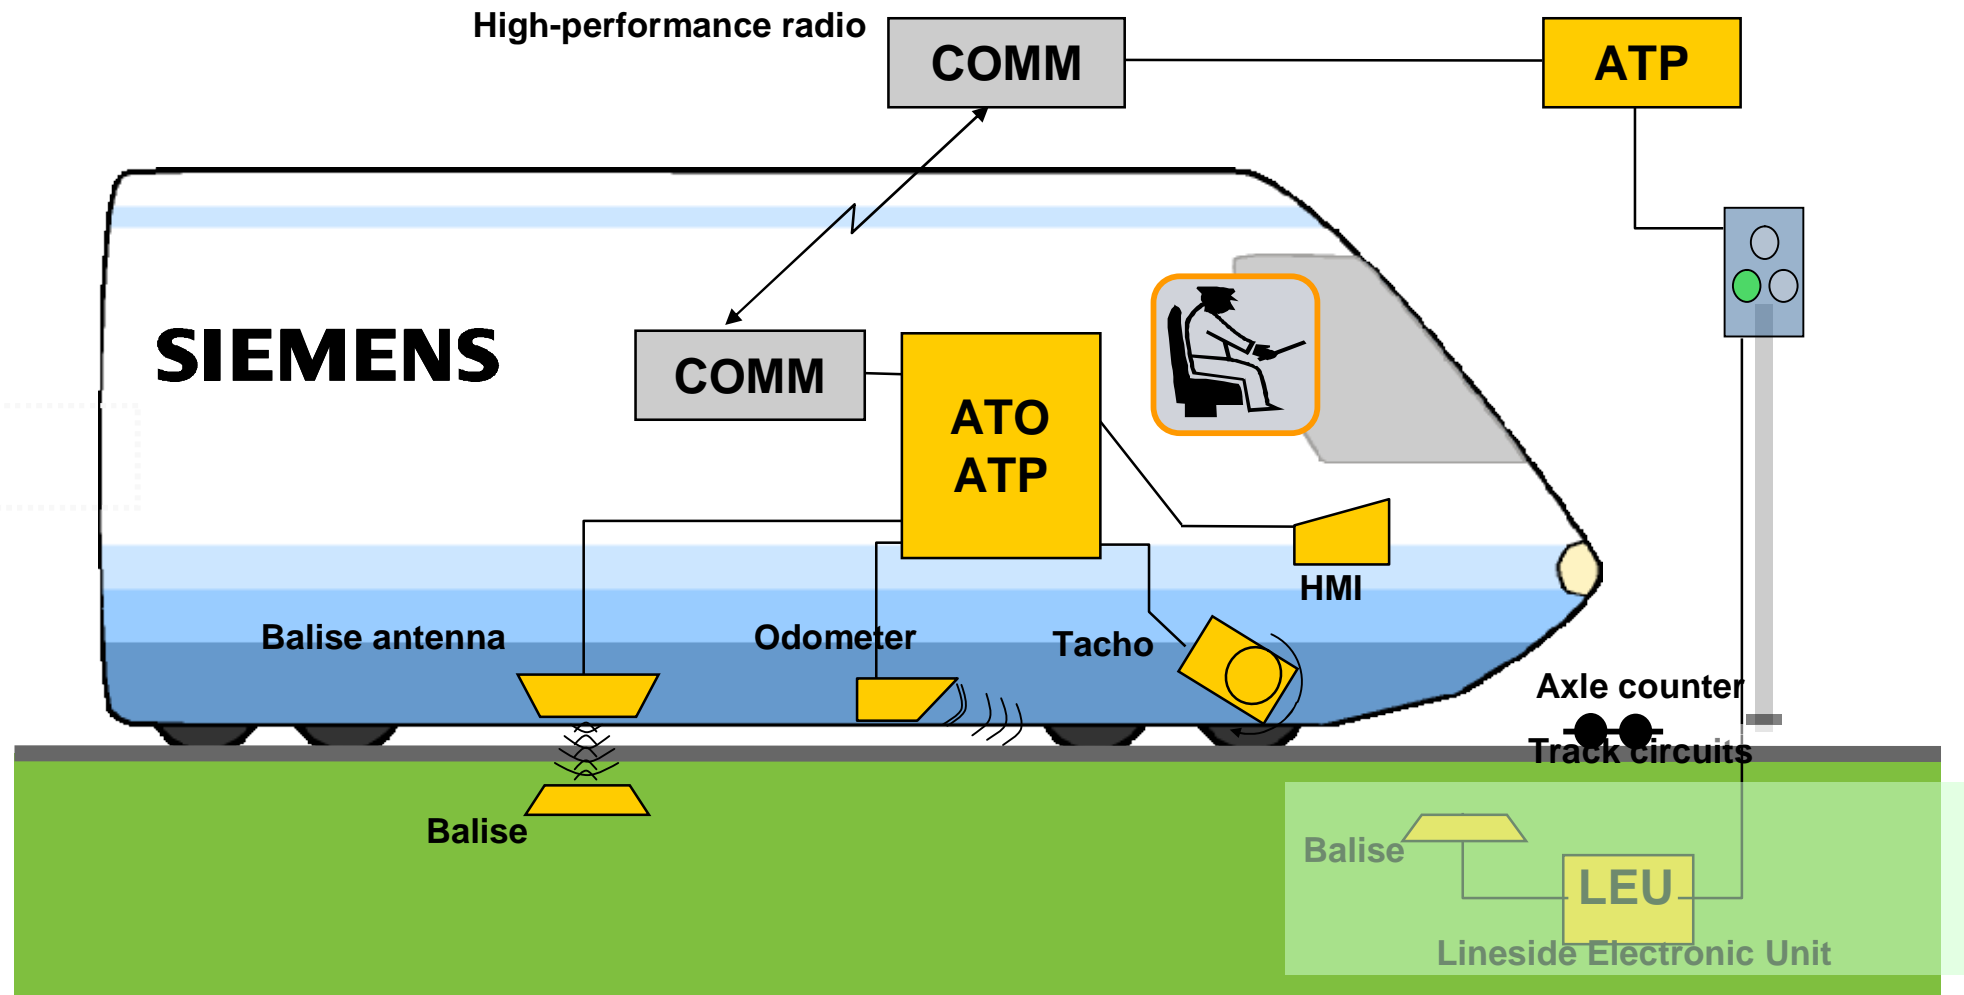 High-performance radio
COMM
ATP
SIEMENS
COMM
ATO
ATP
HMI
Balise antenna
Odometer
Tacho
Axle counter
Track circuits
Balise
Balise
LEU
Lineside Electronic Unit